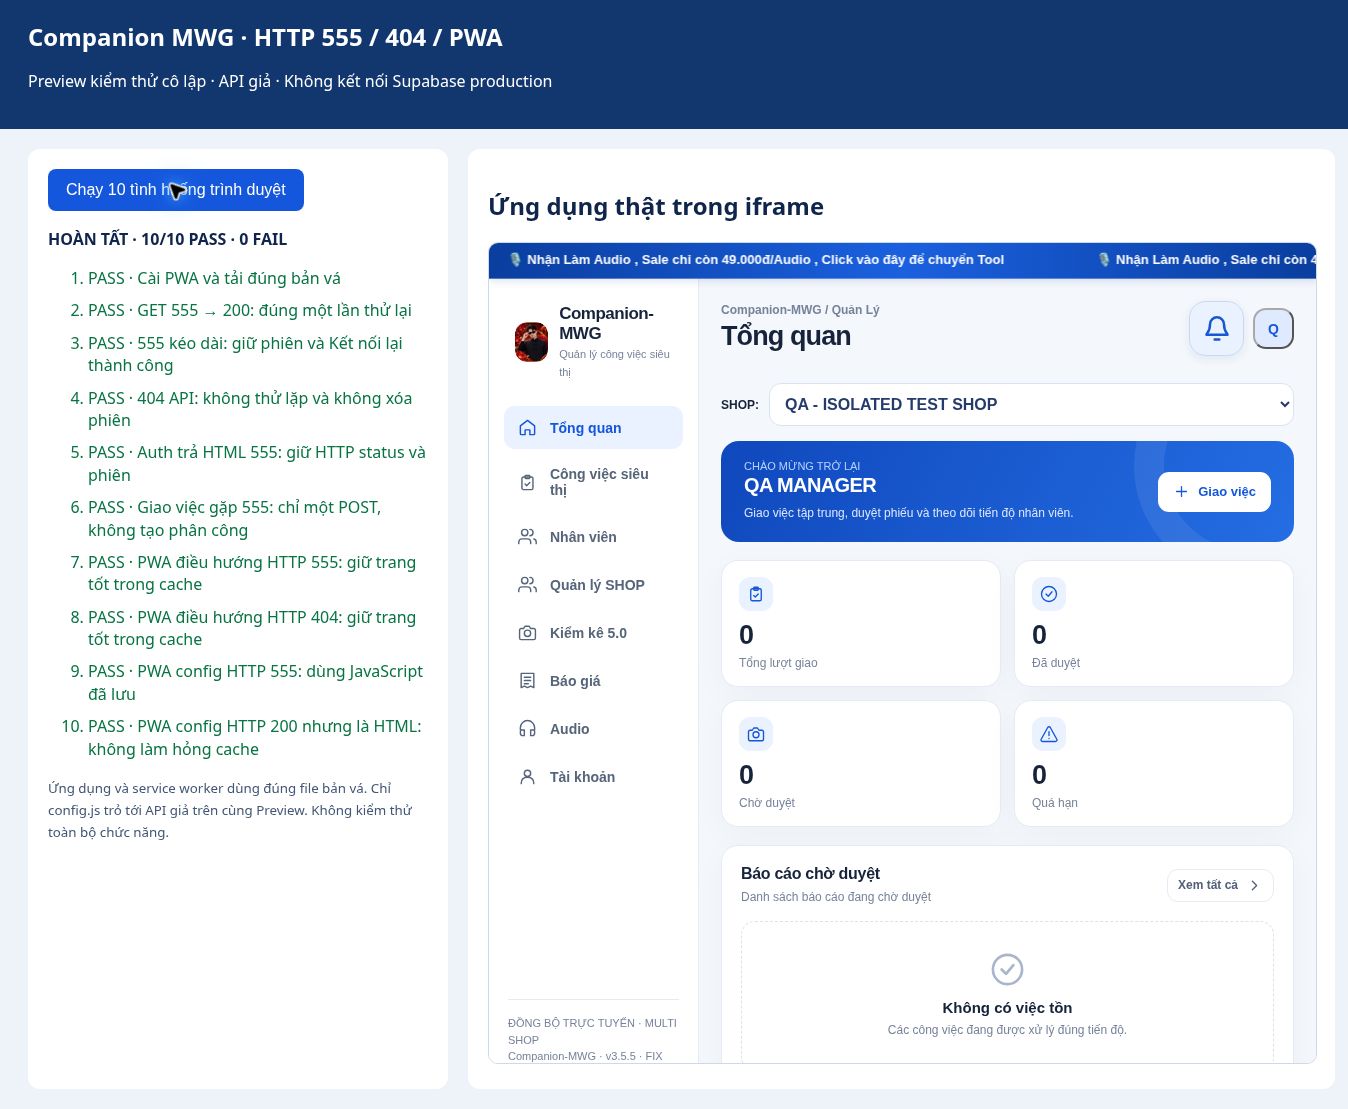 Companion MWG · HTTP 555 / 404 / PWA
Preview kiểm thử cô lập · API giả · Không kết nối Supabase production
Chạy 10 tình h ng trình duyệt
HOÀN TẤT · 10/10 PASS · 0 FAIL
1. PASS · Cài PWA và tải đúng bản vá
2. PASS · GET 555 → 200: đúng một lần thử lại
3. PASS · 555 kéo dài: giữ phiên và Kết nối lại
thành công
4. PASS · 404 API: không thử lặp và không xóa
phiên
5. PASS · Auth trả HTML 555: giữ HTTP status và
phiên
6. PASS · Giao việc gặp 555: chỉ một POST,
không tạo phân công
7. PASS · PWA điều hướng HTTP 555: giữ trang
tốt trong cache
8. PASS · PWA điều hướng HTTP 404: giữ trang
tốt trong cache
9. PASS · PWA config HTTP 555: dùng JavaScript
đã lưu
10. PASS · PWA config HTTP 200 nhưng là HTML:
không làm hỏng cache
Ứng dụng và service worker dùng đúng file bản vá. Chỉ
config.js trỏ tới API giả trên cùng Preview. Không kiểm thử
toàn bộ chức năng.
Ứng dụng thật trong iframe
🎙️ Nhận Làm Audio , Sale chỉ còn 49.000đ/Audio , Click vào đây để chuyển Tool
🎙️ Nhận Làm Audio , Sale chỉ còn 4
Companion-
MWG
Quản lý công việc siêu
thị
Tổng quan
Công việc siêu
thị
Nhân viên
Quản lý SHOP
Kiểm kê 5.0
Báo giá
Audio
Tài khoản
ĐỒNG BỘ TRỰC TUYẾN · MULTI
SHOP
Companion-MWG · v3.5.5 · FIX
Companion-MWG / Quản Lý
Tổng quan
Q
SHOP:
QA - ISOLATED TEST SHOP
CHÀO MỪNG TRỞ LẠI
QA MANAGER
Giao việc tập trung, duyệt phiếu và theo dõi tiến độ nhân viên.
Giao việc
0
Tổng lượt giao
0
Đã duyệt
0
Chờ duyệt
0
Quá hạn
Báo cáo chờ duyệt
Danh sách báo cáo đang chờ duyệt
Xem tất cả
Không có việc tồn
Các công việc đang được xử lý đúng tiến độ.